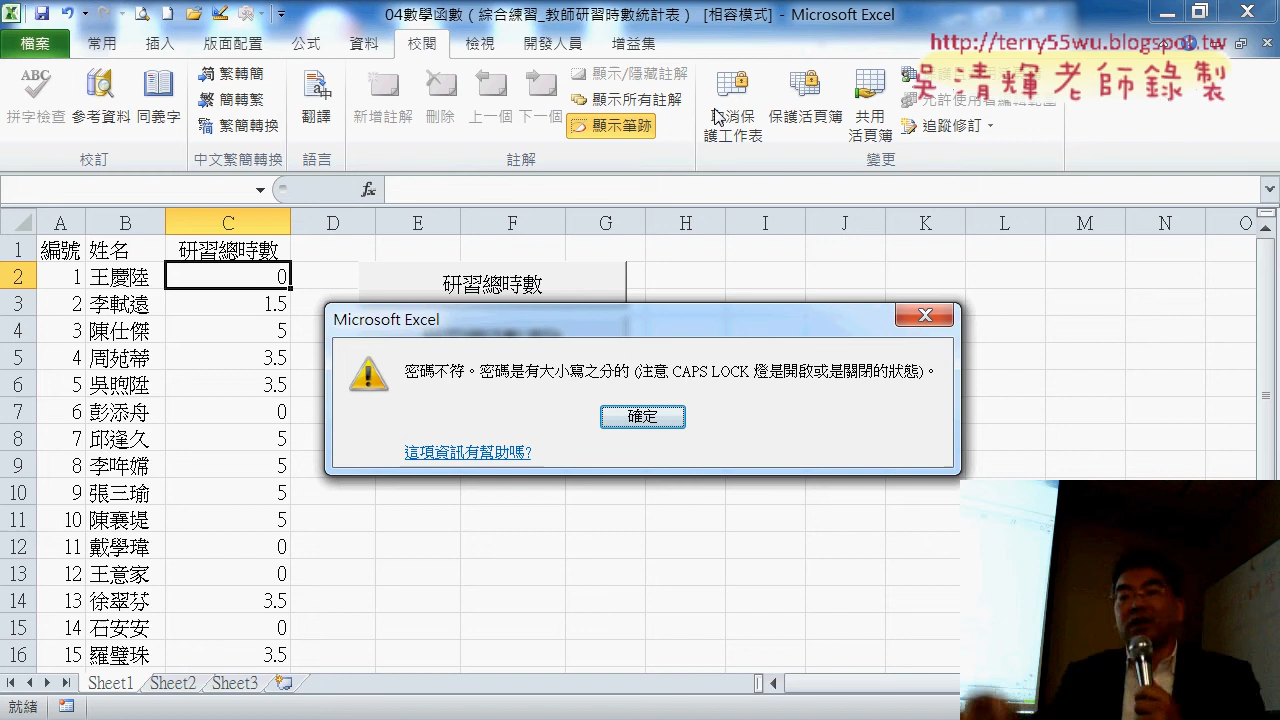 04數學函數（綜合練習_教師研習時數統計表） [相容模式] - Microsoft Excel
檔案 常用 插入 版面配置 公式 資料 校閱 檢視 開發人員 增益集
http://terry55wu.blogspot.tw
吳清輝老師錄製
ABC 拼字檢查 參考資料 同義字
繁轉簡
簡轉繁
中 繁簡轉換
新增註解 刪除 上一個 下一個
顯示/隱藏註解
顯示所有註解
顯示筆跡
護工作表 保護活頁簿 共用 活頁簿
追蹤修訂
校訂 中文繁簡轉換 語言 註解 變更
fx
A B C D E F G H I J K L M N O
1 編號 姓名 研習總時數
2 1 王慶陸 0
研習總時數
3 2 李軾遠 1.5
4 3 陳仕傑 5
5 4 3.5
6 5 吳煦陞 3.5
7 6 彭添舟 0
8 7 邱逢久 5
9 8 5
10 9 張三瑜 5
11 10 陳襄堤 5
12 11 戴學瑋 0
13 12 王意家 0
14 13 徐翠芬 3.5
15 14 石安安 0
16 15 羅璧珠 3.5
Microsoft Excel
密碼不符。密碼是有大小寫之分的 (注意 CAPS LOCK 燈是開啟或是關閉的狀態)。
確定
這項資訊有幫助嗎?
Sheet1 Sheet2 Sheet3
就緒